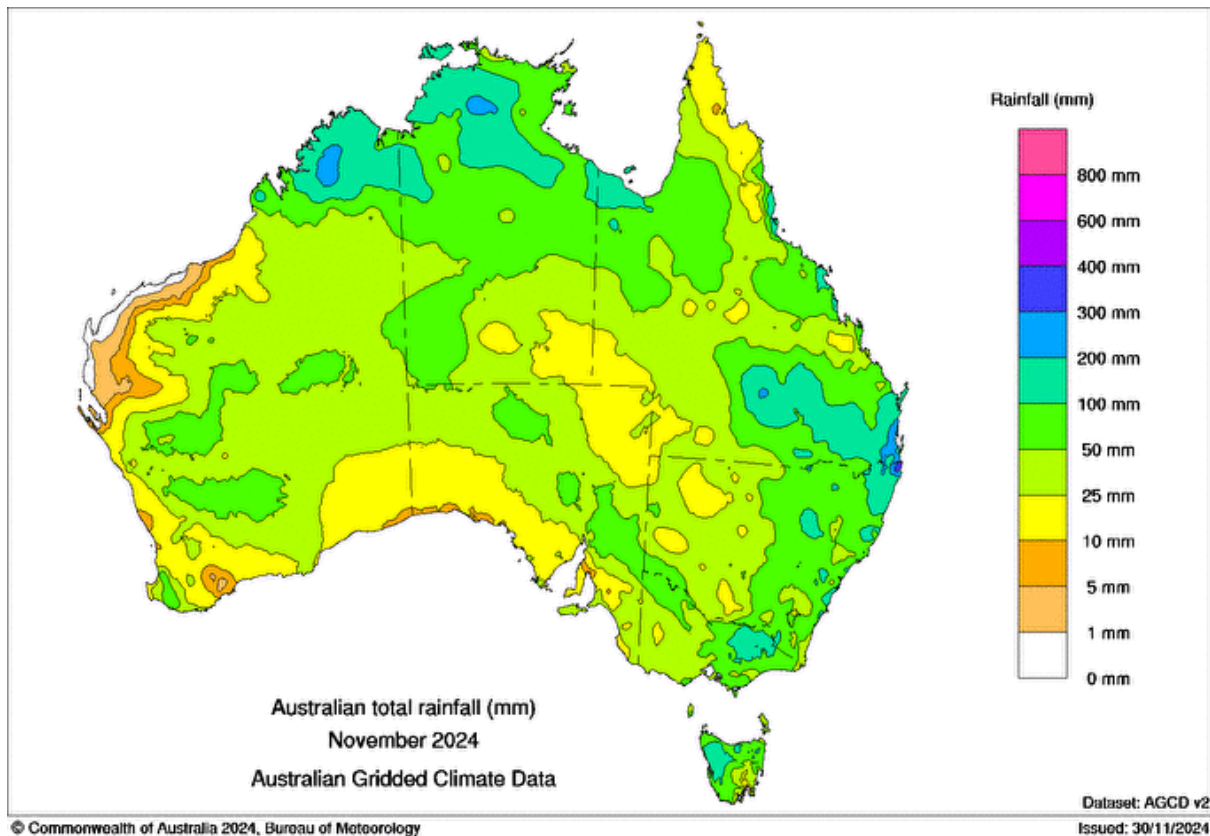 Rainfall (mm)
800 mm
600 mm
400 mm
300 mm
200 mm
100 mm
50 mm
25 mm
10 mm
5 mm
1 mm
0 mm
Australian total rainfall (mm)
November 2024
Australian Gridded Climate Data
Dataset: AGCD v2
© Commonwealth of Australia 2024, Bureau of Meteorology
Issued: 30/11/2024